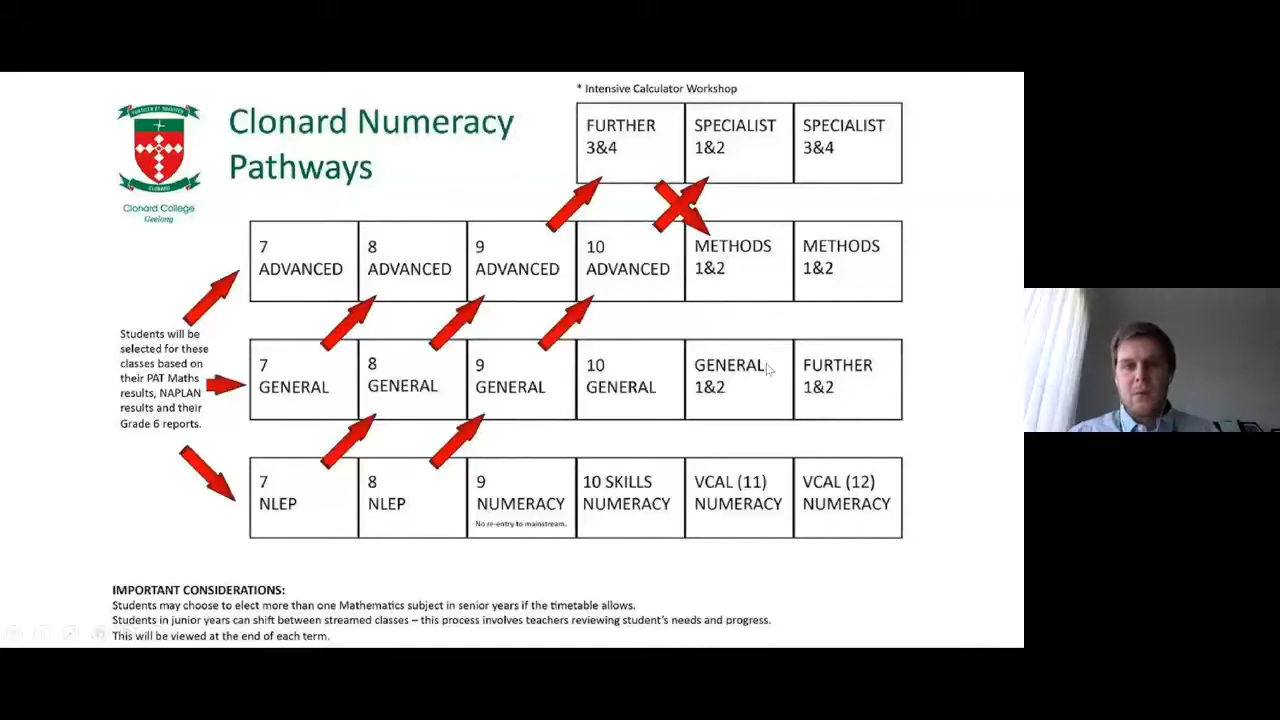 * Intensive Calculator Workshop
FURTHER
3&4
SPECIALIST
1&2
SPECIALIST
3&4
Clonard Numeracy
Pathways
CLONARD
Clonard College
Geelong
7
ADVANCED
8
ADVANCED
9
ADVANCED
10
ADVANCED
METHODS
1&2
METHODS
1&2
Students will be
selected for these
classes based on
their PAT Maths
results, NAPLAN
results and their
Grade 6 reports.
7
GENERAL
8
GENERAL
9
GENERAL
10
GENERAL
GENERAL
1&2
FURTHER
1&2
7
NLEP
8
NLEP
9
NUMERACY
No re-entry to mainstream.
10 SKILLS
NUMERACY
VCAL (11)
NUMERACY
VCAL (12)
NUMERACY
IMPORTANT CONSIDERATIONS:
Students may choose to elect more than one Mathematics subject in senior years if the timetable allows.
Students in junior years can shift between streamed classes – this process involves teachers reviewing student's needs and progress.
This will be viewed at the end of each term.